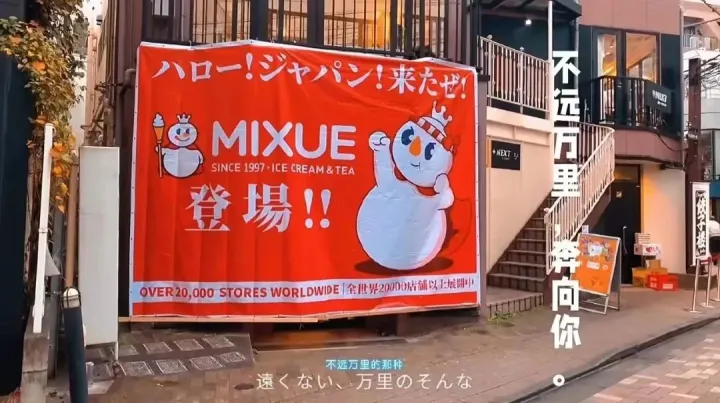 ハロー！ジャパン！来たぜ！
MIXUE
SINCE 1997・ICE CREAM & TEA
登場!!
OVER 20,000 STORES WORLDWIDE | 全世界20000店舗以上展開中
不远万里，奔向你。
NEXT
不远万里的那种
遠くない、万里のそんな